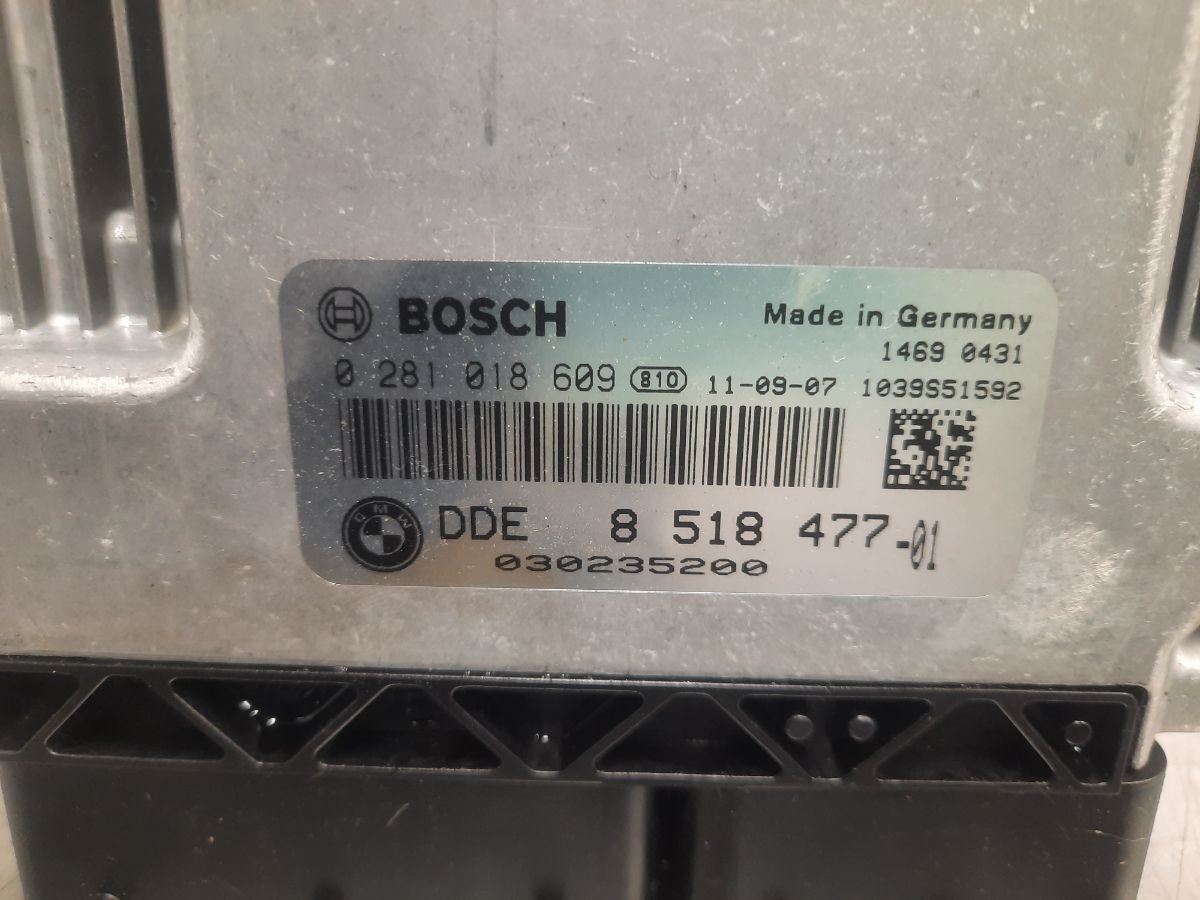 BOSCH
Made in Germany
1469 0431
0 281 018 609 810 11-09-07 1039S51592
BMW DDE 8 518 477-01
030235200